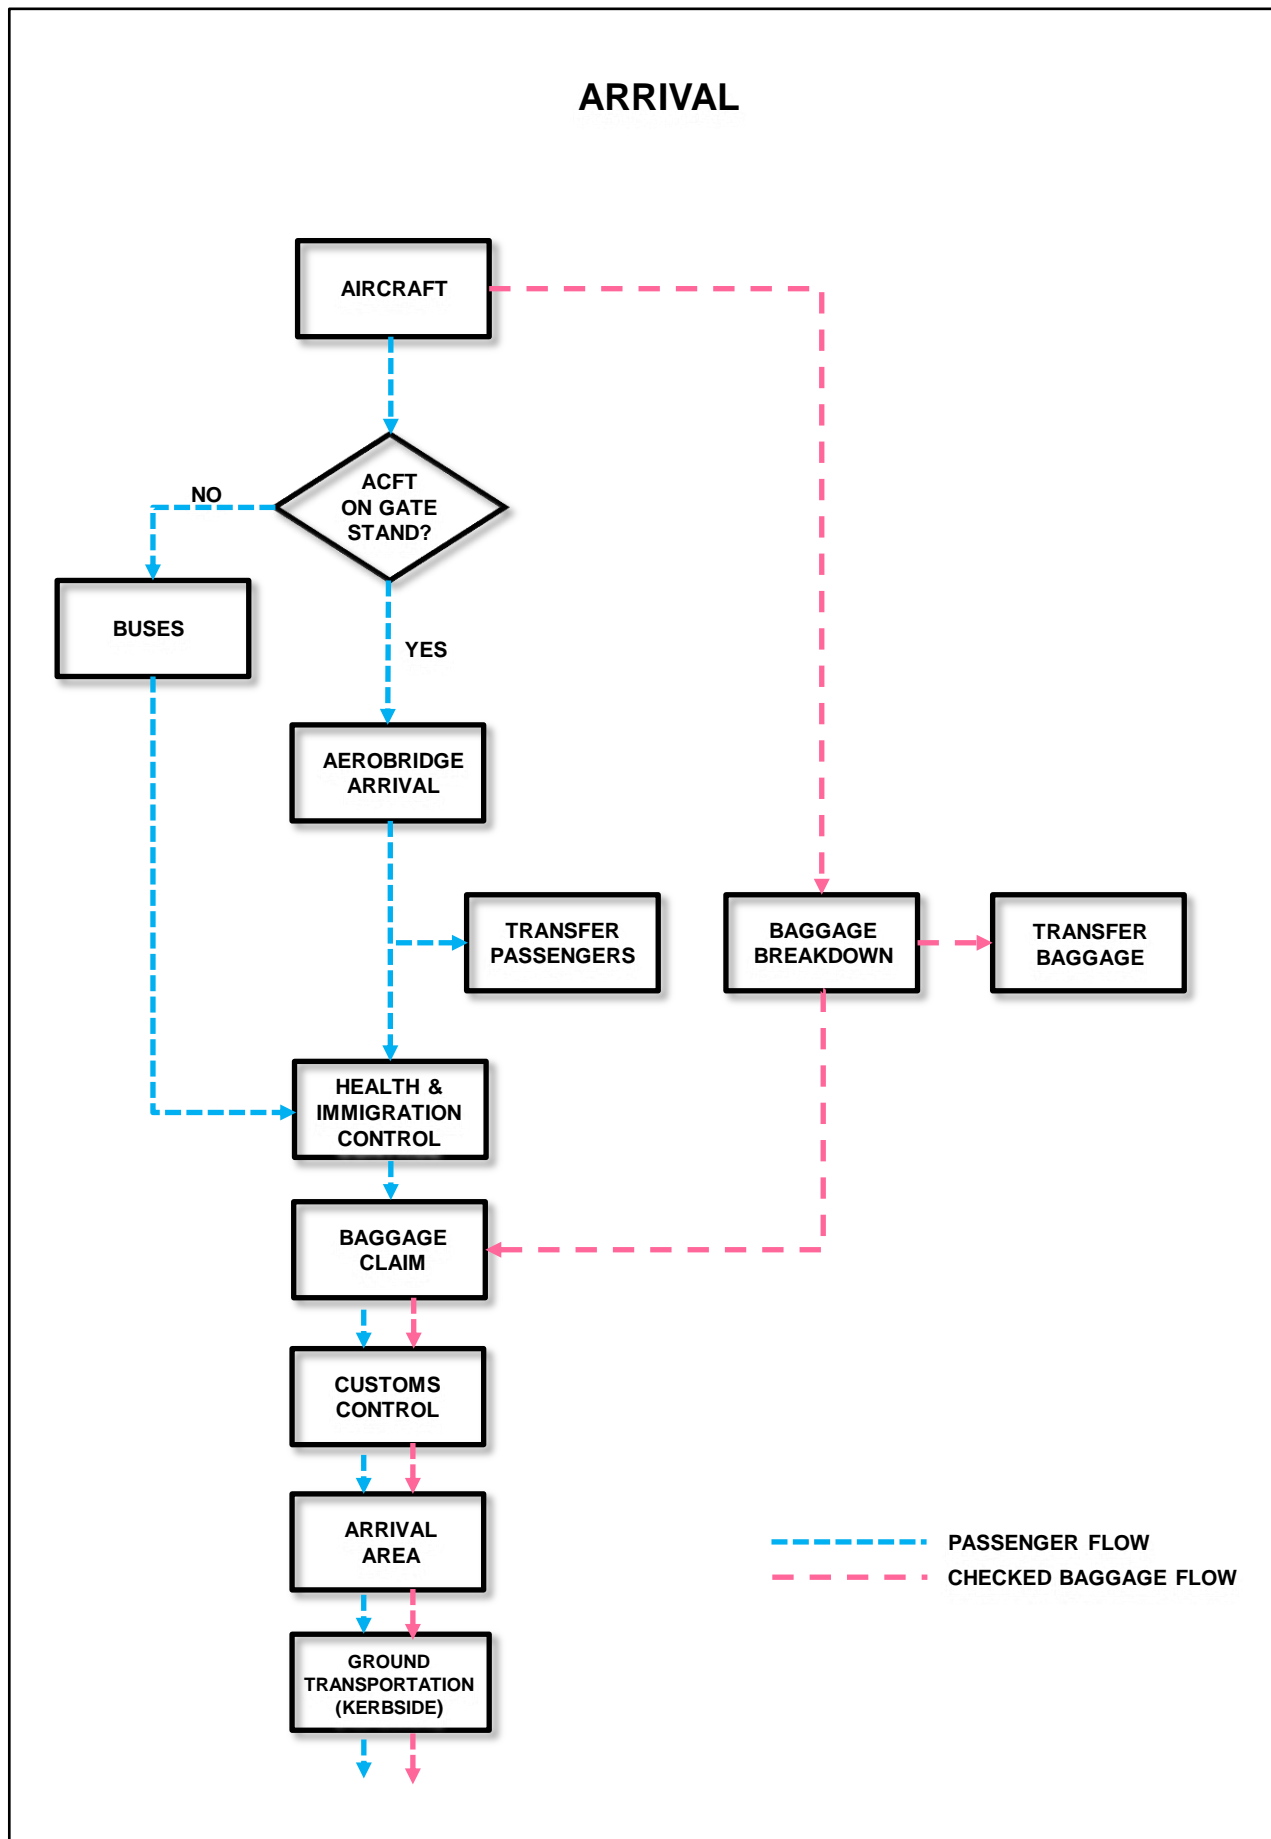 ARRIVAL
AIRCRAFT
ACFT
ON GATE
STAND?
NO
BUSES
YES
AEROBRIDGE
ARRIVAL
TRANSFER
PASSENGERS
BAGGAGE
BREAKDOWN
TRANSFER
BAGGAGE
HEALTH &
IMMIGRATION
CONTROL
BAGGAGE
CLAIM
CUSTOMS
CONTROL
ARRIVAL
AREA
PASSENGER FLOW
CHECKED BAGGAGE FLOW
GROUND
TRANSPORTATION
(KERBSIDE)